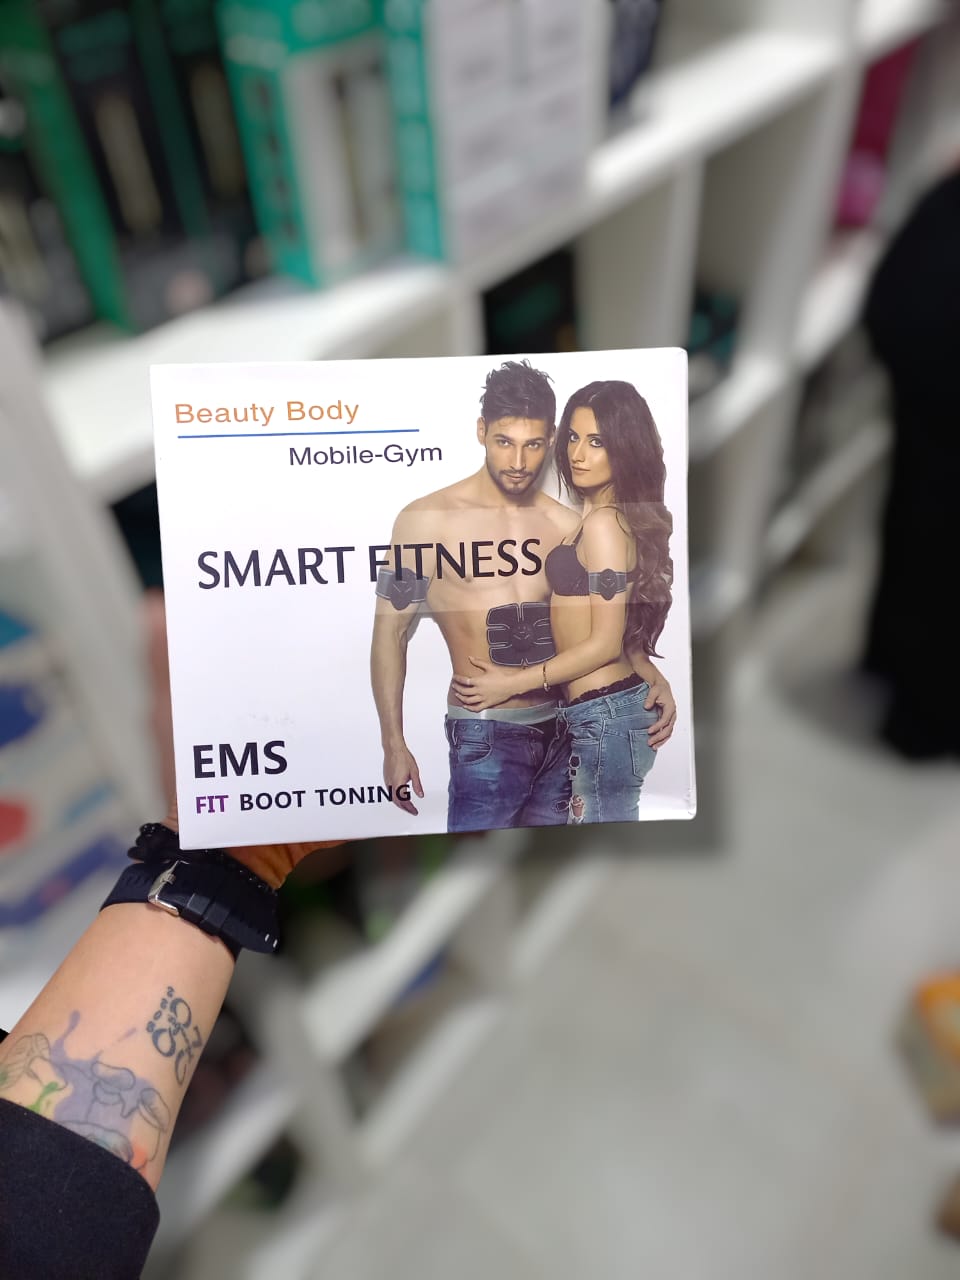 Beauty Body
Mobile-Gym
SMART FITNESS
EMS
FIT BOOT TONING